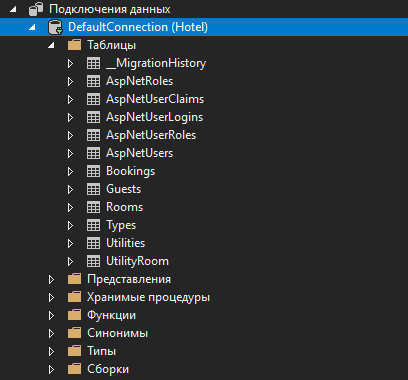 Подключения данных
DefaultConnection (Hotel)
Таблицы
__MigrationHistory
AspNetRoles
AspNetUserClaims
AspNetUserLogins
AspNetUserRoles
AspNetUsers
Bookings
Guests
Rooms
Types
Utilities
UtilityRoom
Представления
Хранимые процедуры
Функции
Синонимы
Типы
Сборки